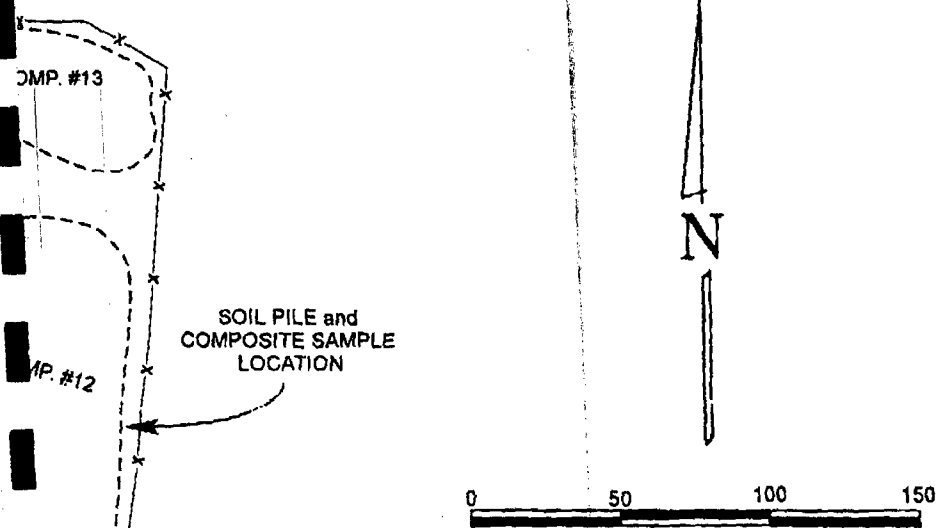 OMP. #13
SOIL PILE and
COMPOSITE SAMPLE
LOCATION
MP. #12
N
0 50 100 150